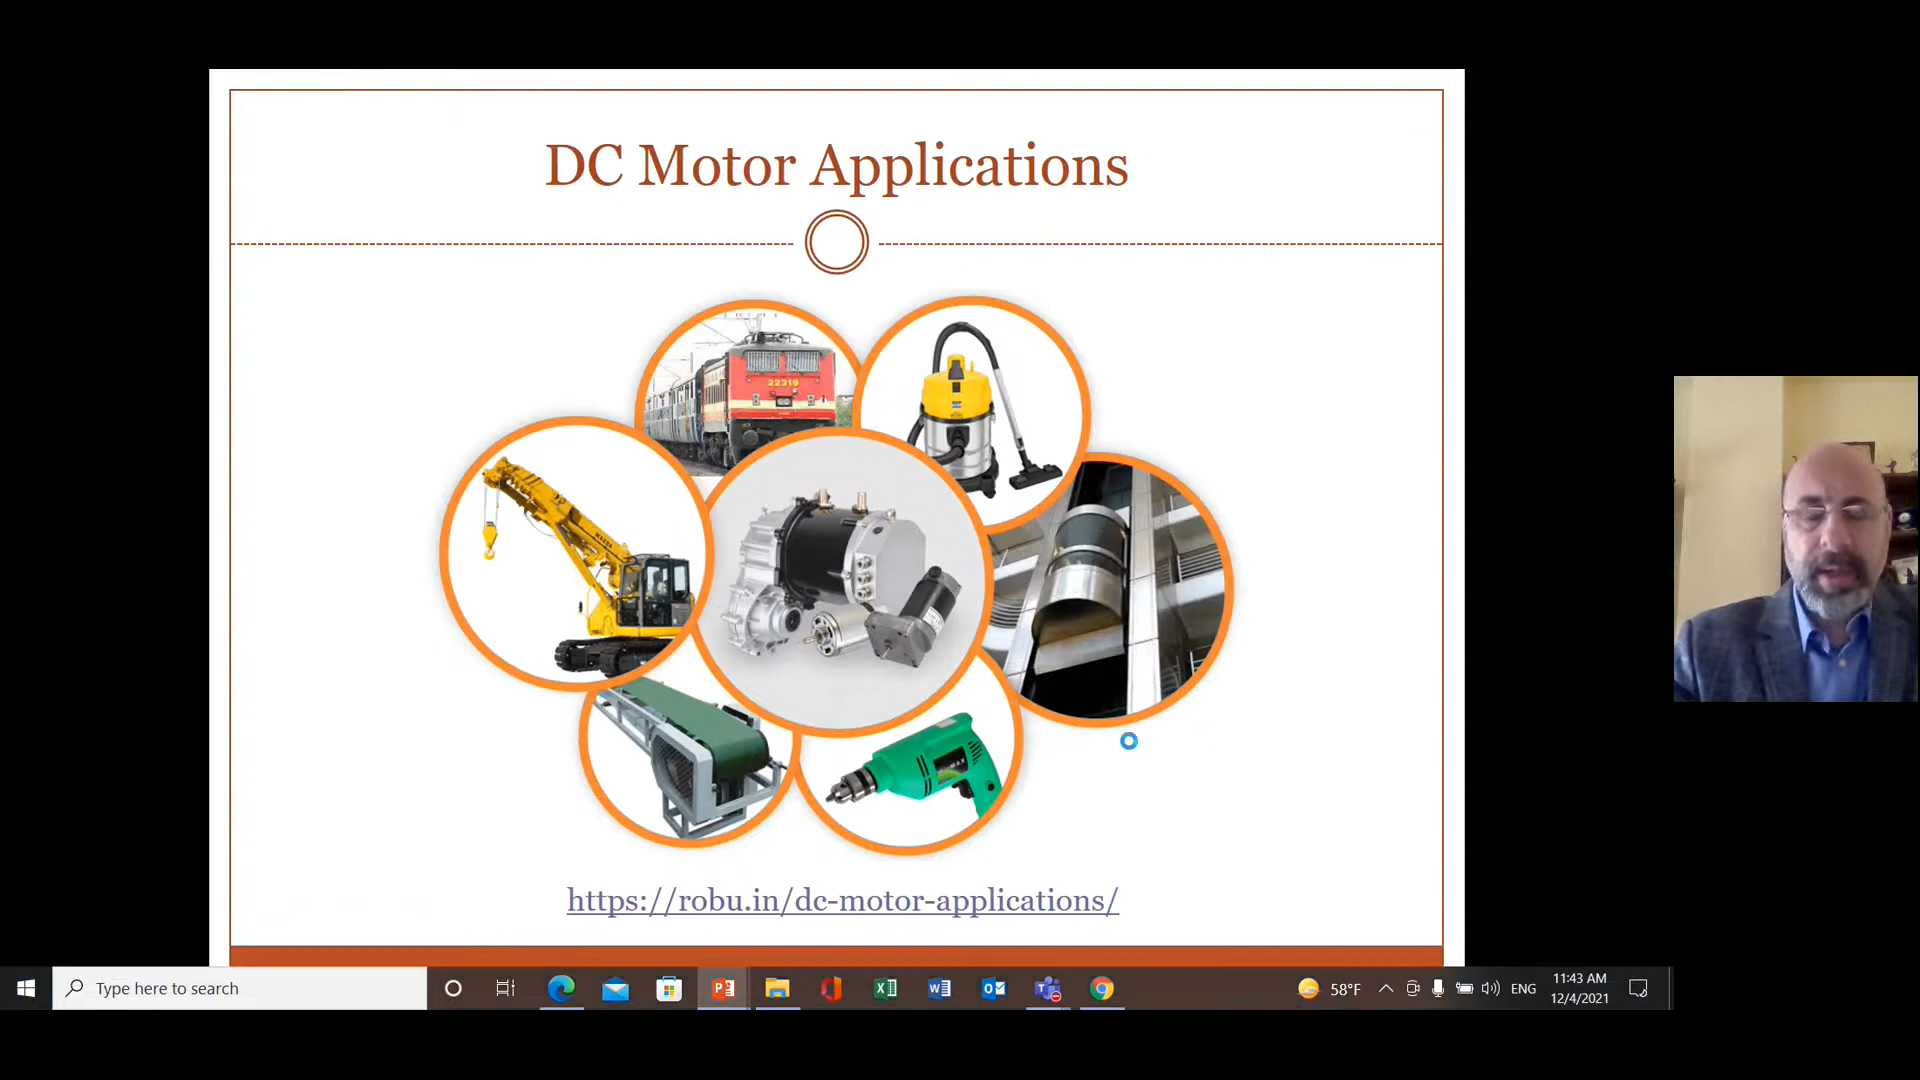 DC Motor Applications
22319
https://robu.in/dc-motor-applications/
Type here to search
58°F
ENG
11:43 AM
12/4/2021